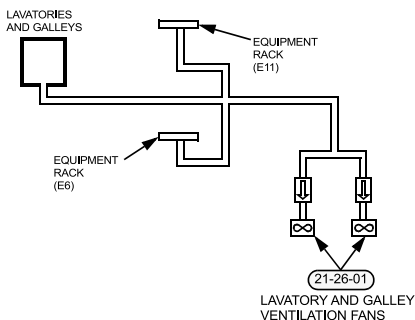 LAVATORIES
AND GALLEYS
EQUIPMENT
RACK
(E11)
EQUIPMENT
RACK
(E6)
21-26-01
LAVATORY AND GALLEY
VENTILATION FANS